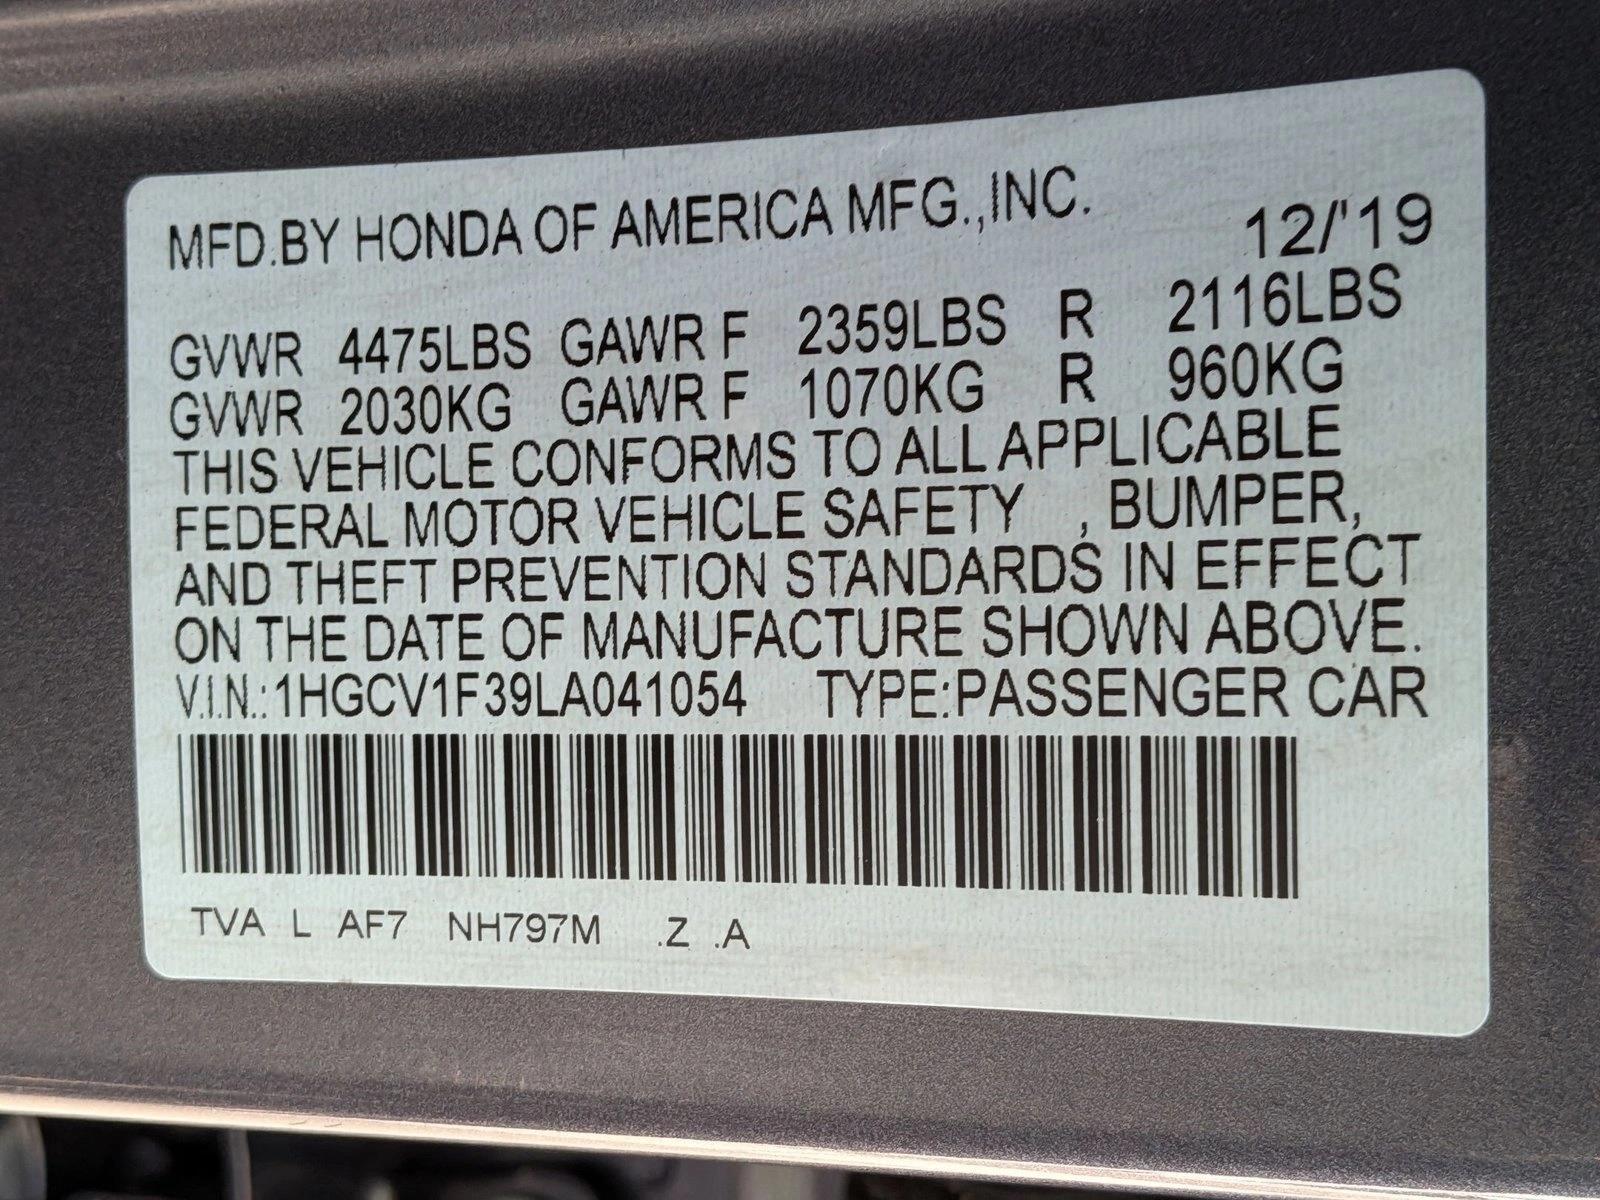 MFD.BY HONDA OF AMERICA MFG.,INC. 12/'19
GVWR 4475LBS GAWR F 2359LBS R 2116LBS
GVWR 2030KG GAWR F 1070KG R 960KG
THIS VEHICLE CONFORMS TO ALL APPLICABLE
FEDERAL MOTOR VEHICLE SAFETY , BUMPER,
AND THEFT PREVENTION STANDARDS IN EFFECT
ON THE DATE OF MANUFACTURE SHOWN ABOVE.
V.I.N.:1HGCV1F39LA041054 TYPE:PASSENGER CAR
TVA L AF7 NH797M .Z .A